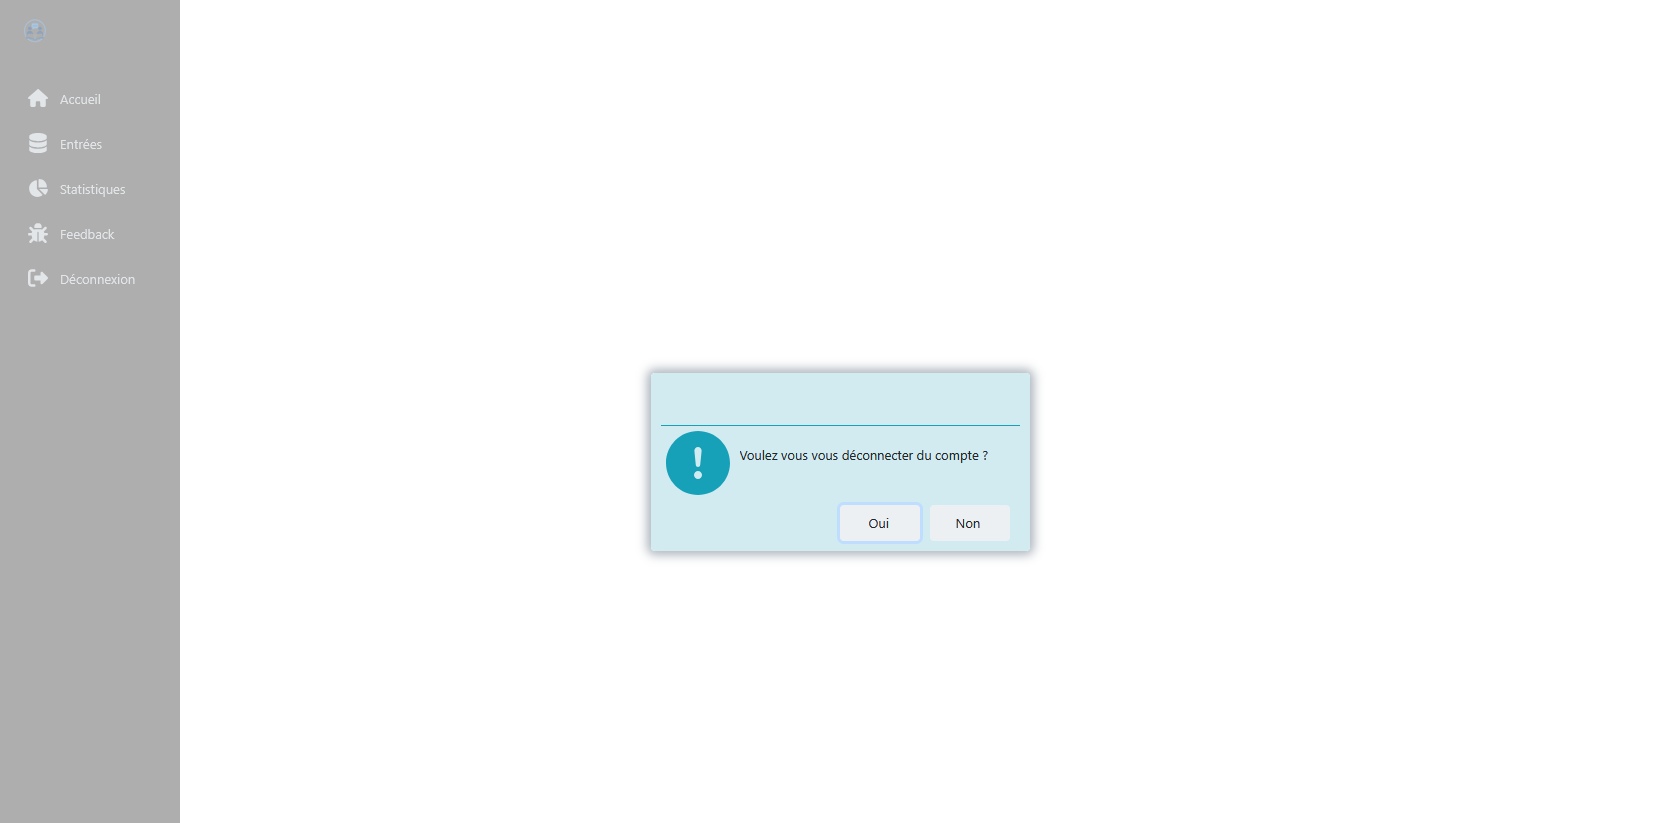 Accueil
Entrées
Statistiques
Feedback
Déconnexion
Voulez vous vous déconnecter du compte ?
Oui
Non